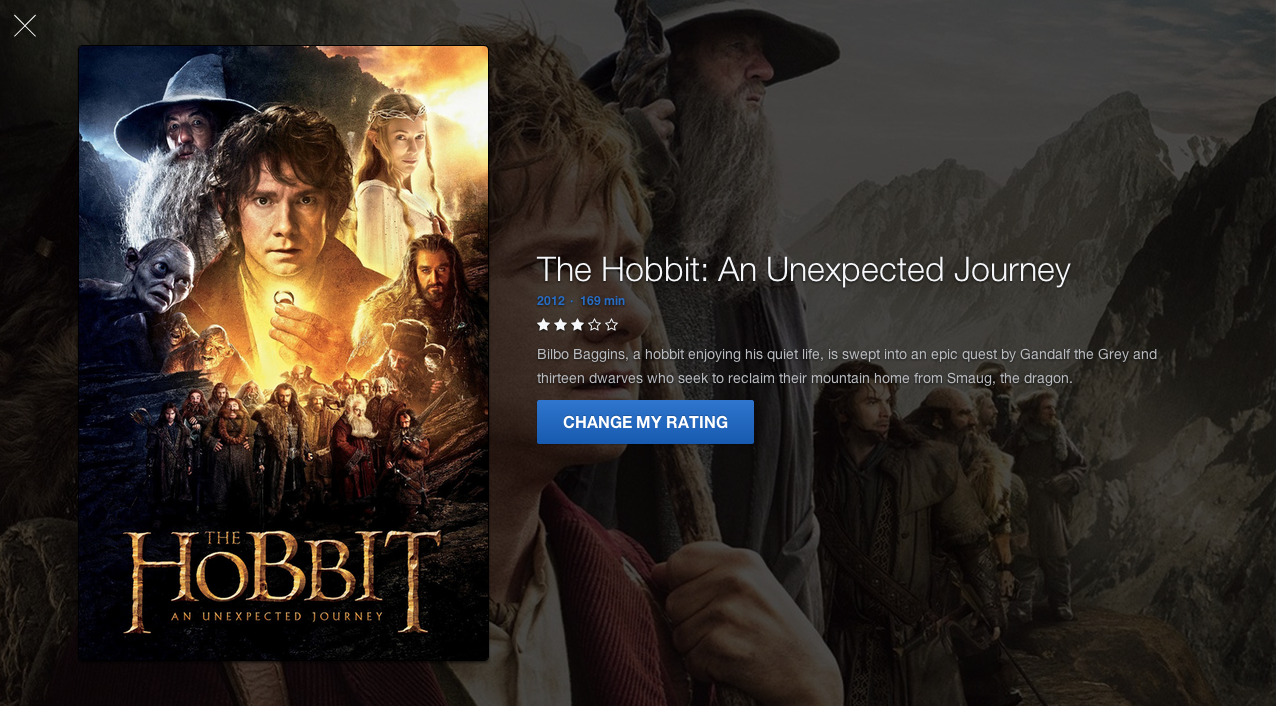 THE
HOBBIT
AN UNEXPECTED JOURNEY
The Hobbit: An Unexpected Journey
2012 · 169 min
Bilbo Baggins, a hobbit enjoying his quiet life, is swept into an epic quest by Gandalf the Grey and
thirteen dwarves who seek to reclaim their mountain home from Smaug, the dragon.
CHANGE MY RATING